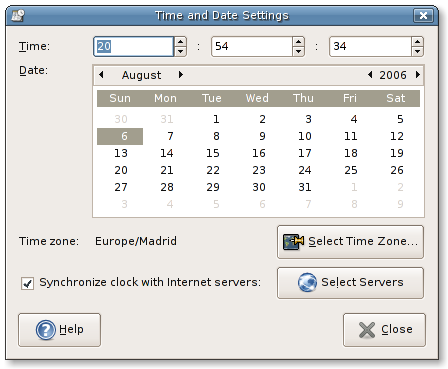 Time and Date Settings
Time: 20 : 54 : 34
Date: August 2006
Sun Mon Tue Wed Thu Fri Sat
30 31 1 2 3 4 5
6 7 8 9 10 11 12
13 14 15 16 17 18 19
20 21 22 23 24 25 26
27 28 29 30 31 1 2
3 4 5 6 7 8 9
Time zone: Europe/Madrid Select Time Zone...
Synchronize clock with Internet servers: Select Servers
Help Close